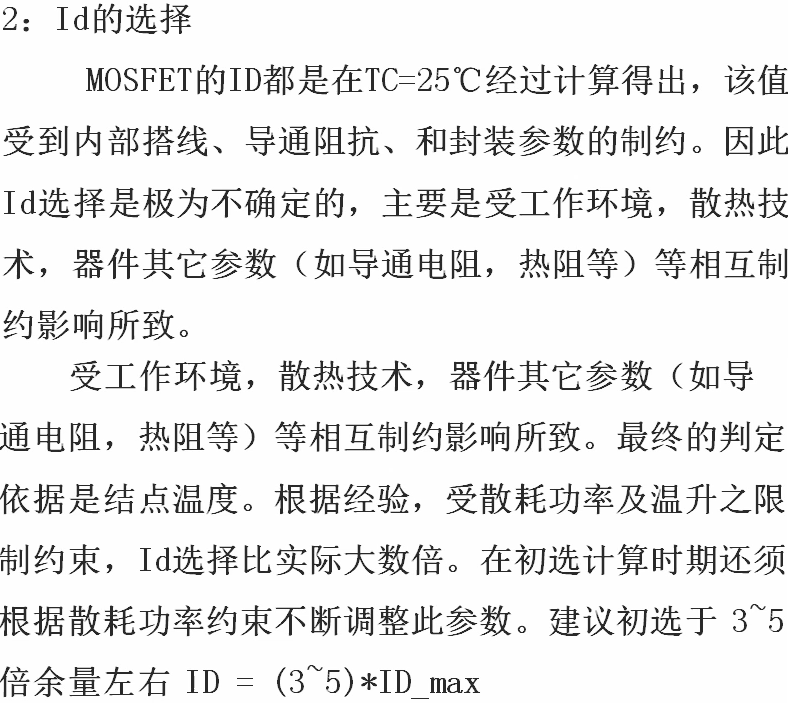 2：Id的选择
MOSFET的ID都是在TC=25℃经过计算得出，该值
受到内部搭线、导通阻抗、和封装参数的制约。因此
Id选择是极为不确定的，主要是受工作环境，散热技
术，器件其它参数（如导通电阻，热阻等）等相互制
约影响所致。
受工作环境，散热技术，器件其它参数（如导
通电阻，热阻等）等相互制约影响所致。最终的判定
依据是结点温度。根据经验，受散耗功率及温升之限
制约束，Id选择比实际大数倍。在初选计算时期还须
根据散耗功率约束不断调整此参数。建议初选于 3~5
倍余量左右 ID = (3~5)*ID_max